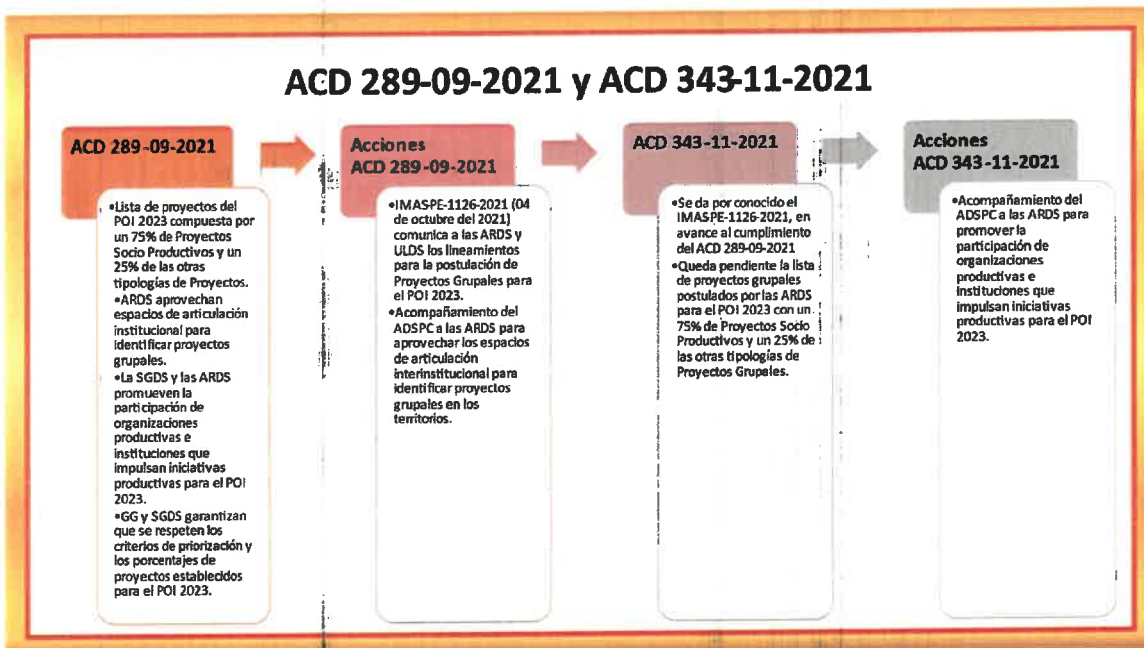 ACD 289-09-2021 y ACD 343-11-2021
ACD 289-09-2021
•Lista de proyectos del
POI 2023 compuesta por
un 75% de Proyectos
Socio Productivos y un
25% de las otras
tipologías de Proyectos.
•ARDS aprovechan
espacios de articulación
institucional para
identificar proyectos
grupales.
•La SGDS y las ARDS
promueven la
participación de
organizaciones
productivas e
instituciones que
impulsan iniciativas
productivas para el POI
2023.
•GG y SGDS garantizan
que se respeten los
criterios de priorización y
los porcentajes de
proyectos establecidos
para el POI 2023.
Acciones
ACD 289-09-2021
•IMASPE-1126-2021 (04
de octubre del 2021)
comunica a las ARDS y
ULDS los lineamientos
para la postulación de
Proyectos Grupales para
el POI 2023.
•Acompañamiento del
ADSPC a las ARDS para
aprovechar los espacios
de articulación
interinstitucional para
identificar proyectos
grupales en los
territorios.
ACD 343-11-2021
•Se da por conocido el
IMASPE-1126-2021, en
avance al cumplimiento
del ACD 289-09-2021
•Queda pendiente la lista
de proyectos grupales
postulados por las ARDS
para el POI 2023 con un
75% de Proyectos Socio
Productivos y un 25% de
las otras tipologías de
Proyectos Grupales.
Acciones
ACD 343-11-2021
•Acompañamiento del
ADSPC a las ARDS para
promover la
participación de
organizaciones
productivas e
instituciones que
impulsan iniciativas
productivas para el POI
2023.